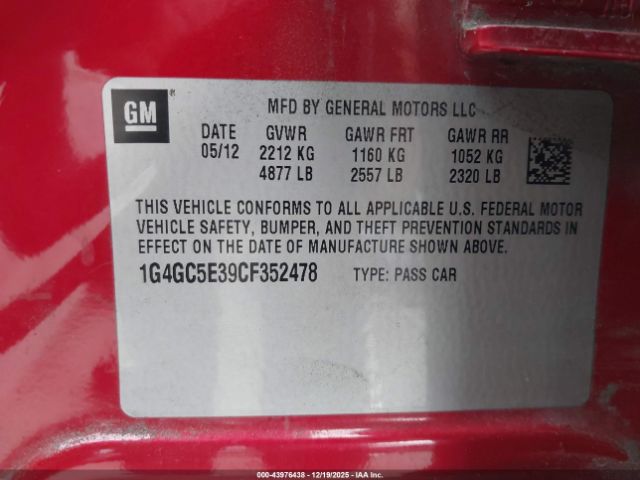 GM
MFD BY GENERAL MOTORS LLC
DATE GVWR GAWR FRT GAWR RR
05/12 2212 KG 1160 KG 1052 KG
4877 LB 2557 LB 2320 LB
THIS VEHICLE CONFORMS TO ALL APPLICABLE U.S. FEDERAL MOTOR
VEHICLE SAFETY, BUMPER, AND THEFT PREVENTION STANDARDS IN
EFFECT ON THE DATE OF MANUFACTURE SHOWN ABOVE.
1G4GC5E39CF352478 TYPE: PASS CAR
000-43976438 - 12/19/2025 - IAAI.COM